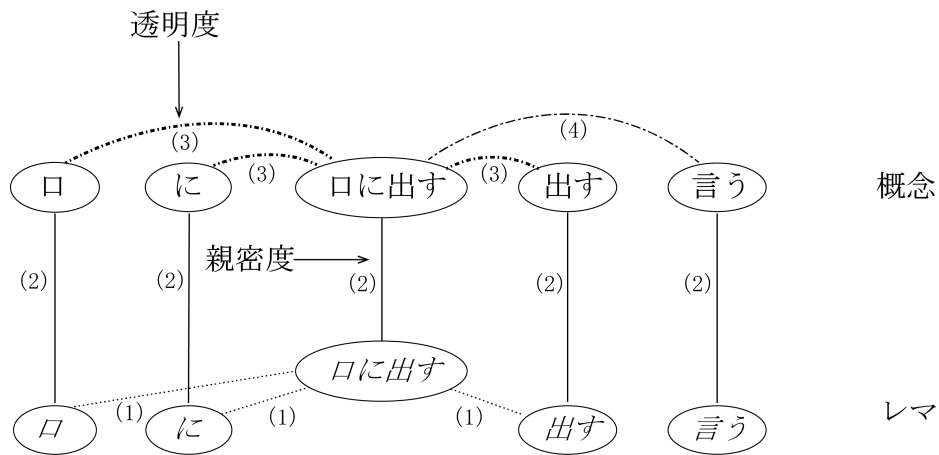 透明度
(3)
(4)
(3)
(3)
口
に
口に出す
出す
言う
概念
親密度
(2)
(2)
(2)
(2)
(2)
口に出す
(1)
(1)
(1)
口
に
出す
言う
レマ